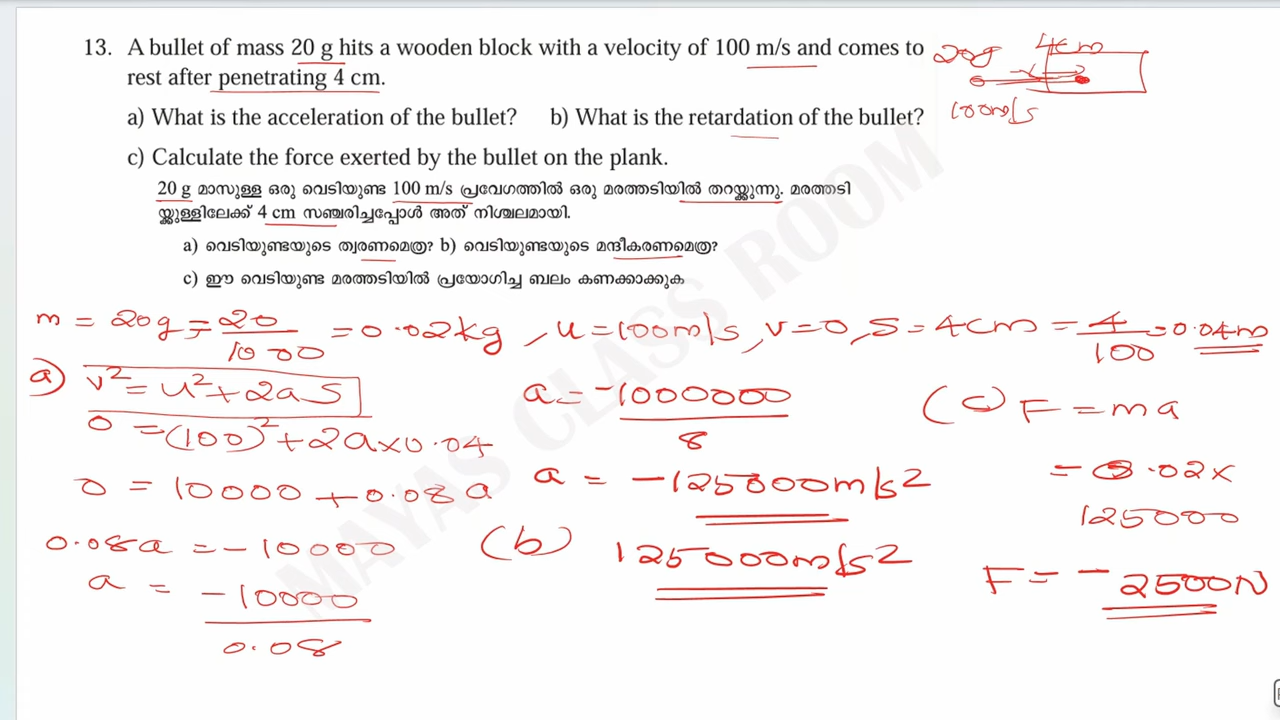 13. A bullet of mass 20 g hits a wooden block with a velocity of 100 m/s and comes to
rest after penetrating 4 cm.
20g 4cm
100m/s
a) What is the acceleration of the bullet? b) What is the retardation of the bullet?
c) Calculate the force exerted by the bullet on the plank.
20 g മാസുള്ള ഒരു വെടിയുണ്ട 100 m/s പ്രവേഗത്തിൽ ഒരു മരത്തടിയിൽ തറയ്ക്കുന്നു. മരത്തടി
യ്ക്കുള്ളിലേക്ക് 4 cm സഞ്ചരിച്ചപ്പോൾ അത് നിശ്ചലമായി.
a) വെടിയുണ്ടയുടെ ത്വരണമെത്ര? b) വെടിയുണ്ടയുടെ മന്ദീകരണമെത്ര?
c) ഈ വെടിയുണ്ട മരത്തടിയിൽ പ്രയോഗിച്ച ബലം കണക്കാക്കുക
m = 20g = 20/1000 = 0.02kg, u = 100m/s, v = 0, S = 4cm = 4/100 = 0.04m
a) v² = u² + 2aS
0 = (100)² + 2a×0.04
0 = 10000 + 0.08a
0.08a = -10000
a = -10000/0.08
a = -1000000/8
a = -125000m/s²
(b) 125000m/s²
(c) F = ma
= 0.02×
125000
F = -2500N
MAYAS CLASS ROOM